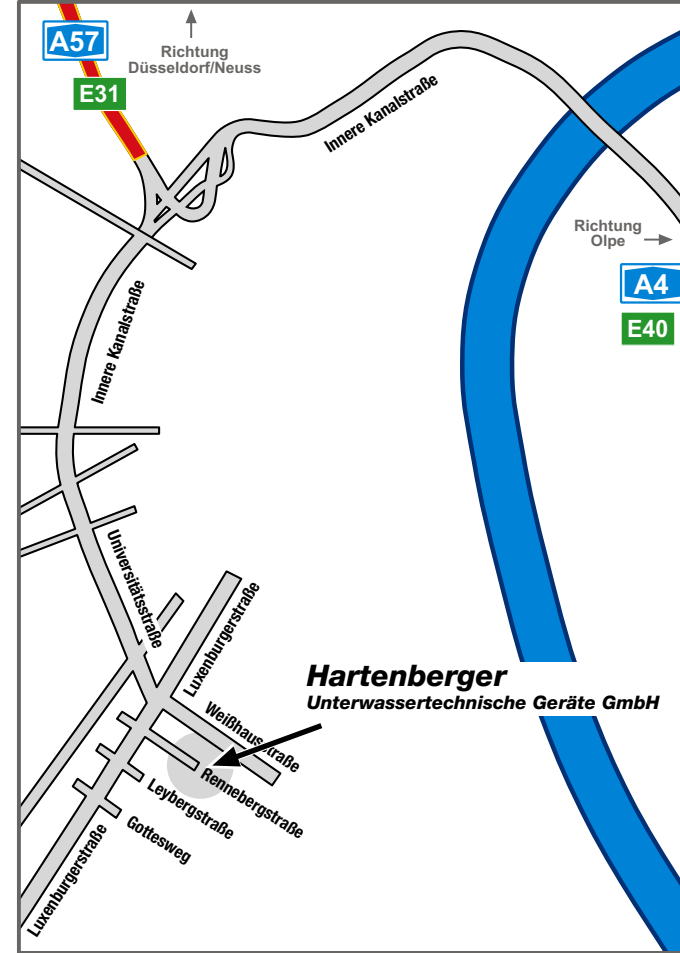 A57
Richtung
Düsseldorf/Neuss
E31
Innere Kanalstraße
Richtung
Olpe
A4
E40
Innere Kanalstraße
Universitätsstraße
Luxenburgerstraße
Hartenberger
Unterwassertechnische Geräte GmbH
Weißhausstraße
Rennebergstraße
Leybergstraße
Gottesweg
Luxenburgerstraße